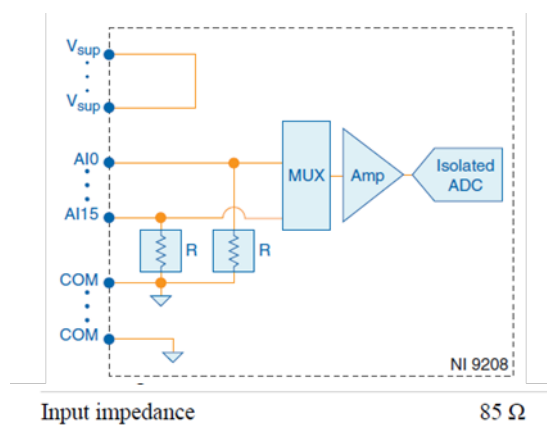 Vsup
Vsup
AI0
AI15
MUX
Amp
Isolated
ADC
R
R
COM
COM
NI 9208
Input impedance 85 Ω